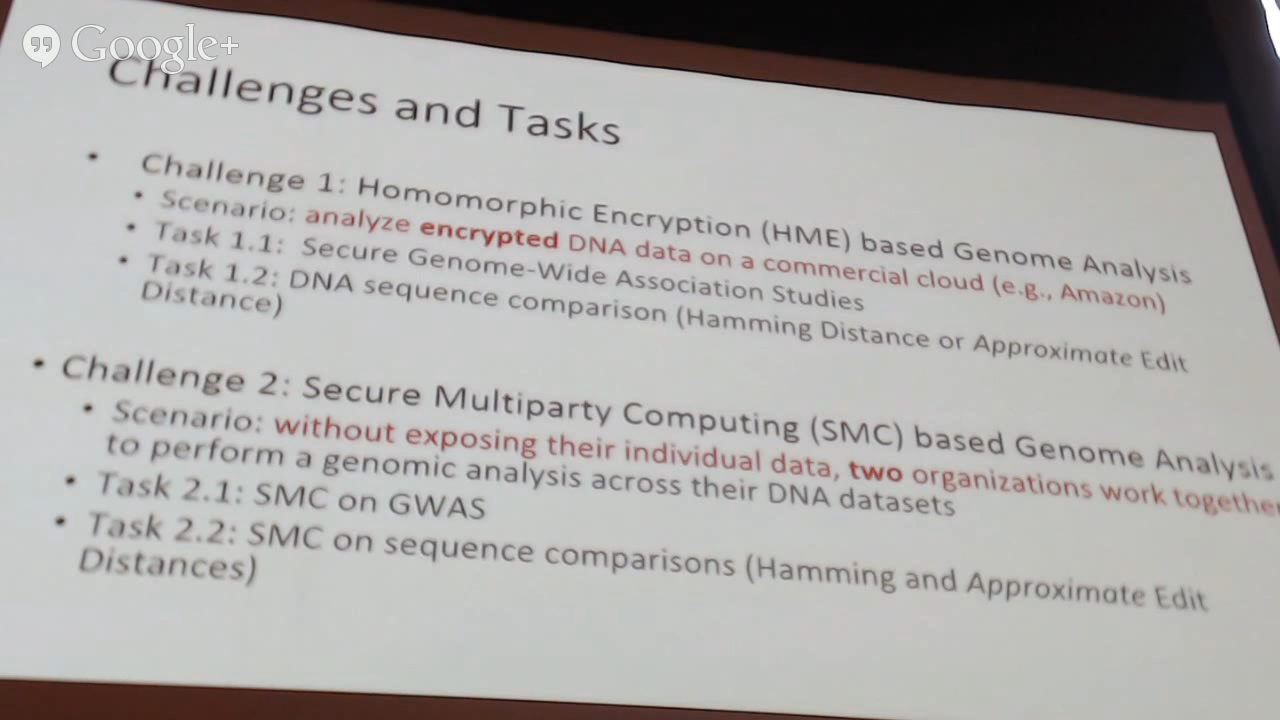 Google+
Challenges and Tasks
• Challenge 1: Homomorphic Encryption (HME) based Genome Analysis
• Scenario: analyze encrypted DNA data on a commercial cloud (e.g., Amazon)
• Task 1.1: Secure Genome-Wide Association Studies
• Task 1.2: DNA sequence comparison (Hamming Distance or Approximate Edit
Distance)
• Challenge 2: Secure Multiparty Computing (SMC) based Genome Analysis
• Scenario: without exposing their individual data, two organizations work together
to perform a genomic analysis across their DNA datasets
• Task 2.1: SMC on GWAS
• Task 2.2: SMC on sequence comparisons (Hamming and Approximate Edit
Distances)